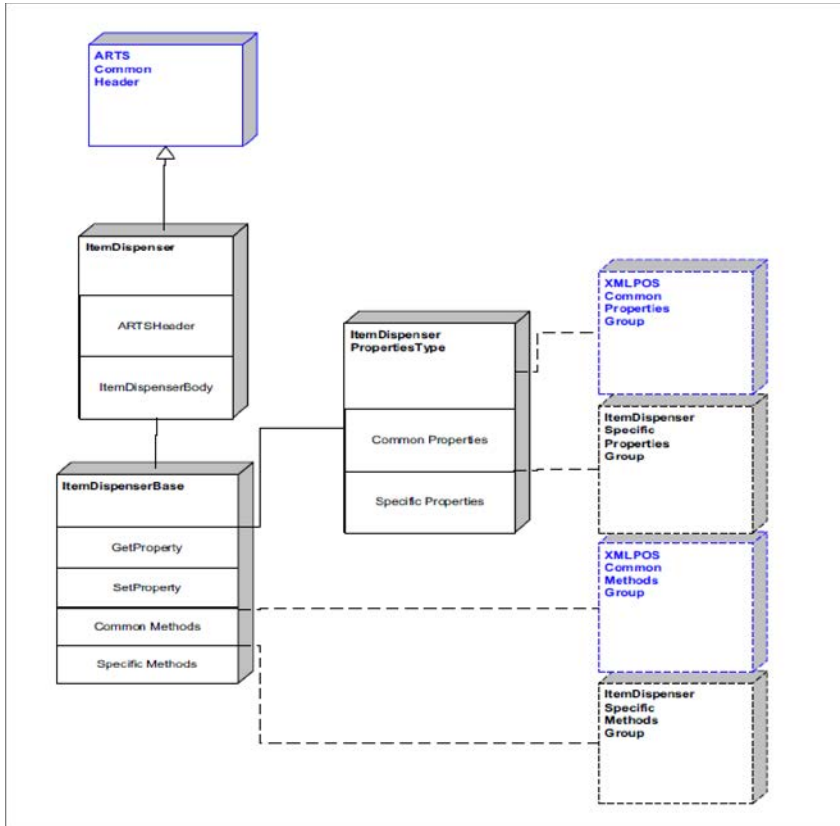 ARTS
Common
Header
ItemDispenser
ARTSHeader
ItemDispenserBody
ItemDispenserBase
GetProperty
SetProperty
Common Methods
Specific Methods
ItemDispenser
PropertiesType
Common Properties
Specific Properties
XMLPOS
Common
Properties
Group
ItemDispenser
Specific
Properties
Group
XMLPOS
Common
Methods
Group
ItemDispenser
Specific
Methods
Group